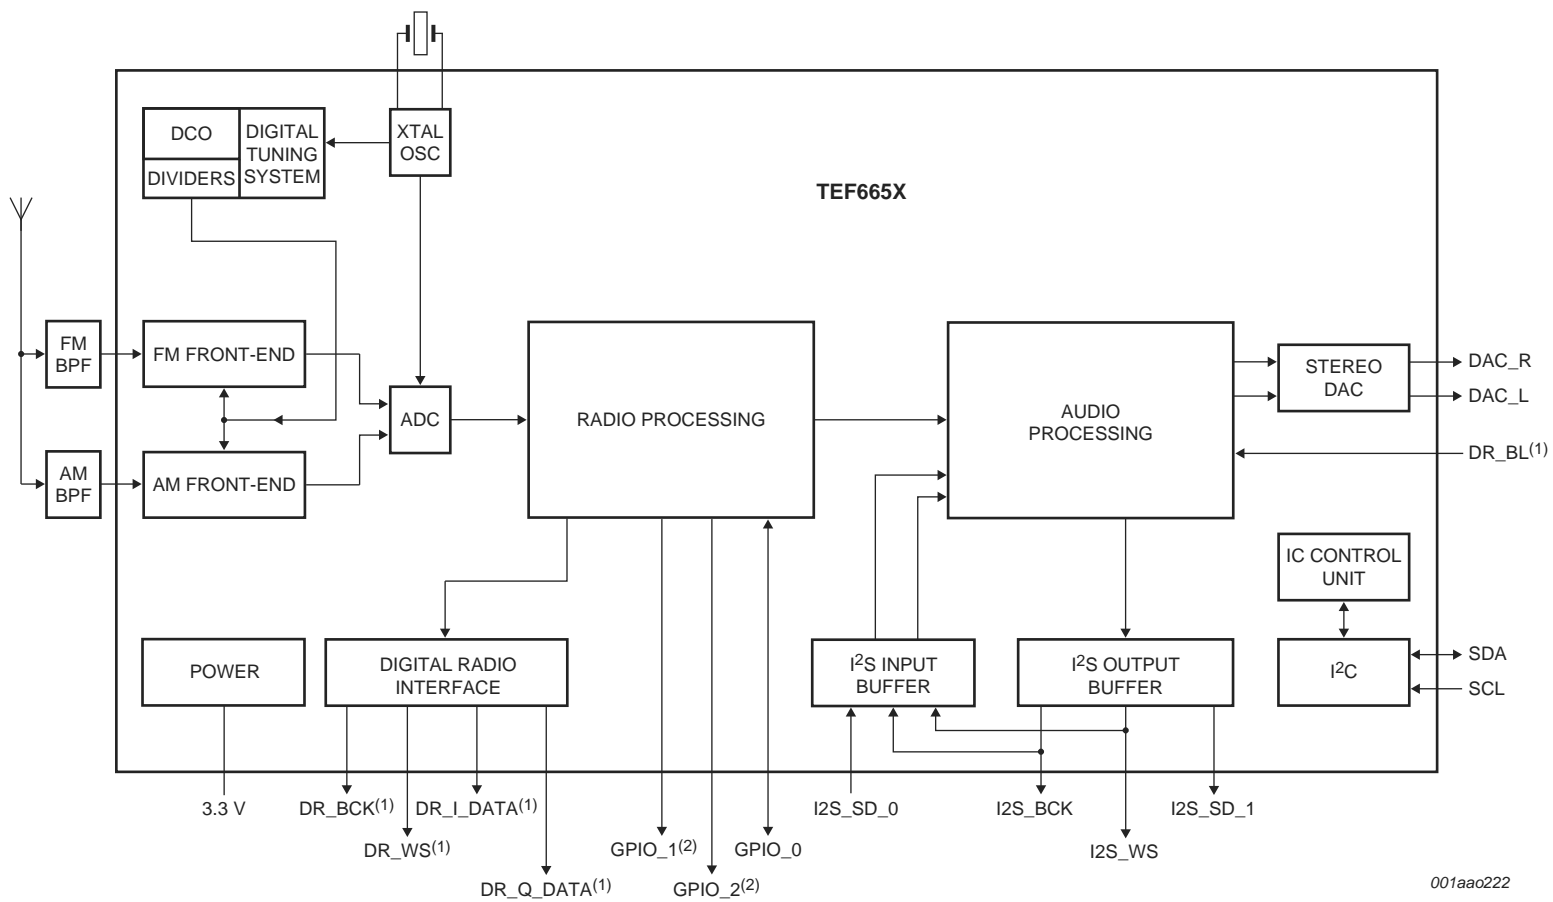 DCO
DIVIDERS
DIGITAL
TUNING
SYSTEM
XTAL
OSC
TEF665X
FM
BPF
FM FRONT-END
ADC
RADIO PROCESSING
AUDIO
PROCESSING
STEREO
DAC
DAC_R
DAC_L
DR_BL(1)
AM
BPF
AM FRONT-END
IC CONTROL
UNIT
POWER
DIGITAL RADIO
INTERFACE
I2S INPUT
BUFFER
I2S OUTPUT
BUFFER
I2C
SDA
SCL
3.3 V
DR_BCK(1)
DR_I_DATA(1)
I2S_SD_0
I2S_BCK
I2S_SD_1
DR_WS(1)
GPIO_1(2)
GPIO_0
I2S_WS
DR_Q_DATA(1)
GPIO_2(2)
001aao222